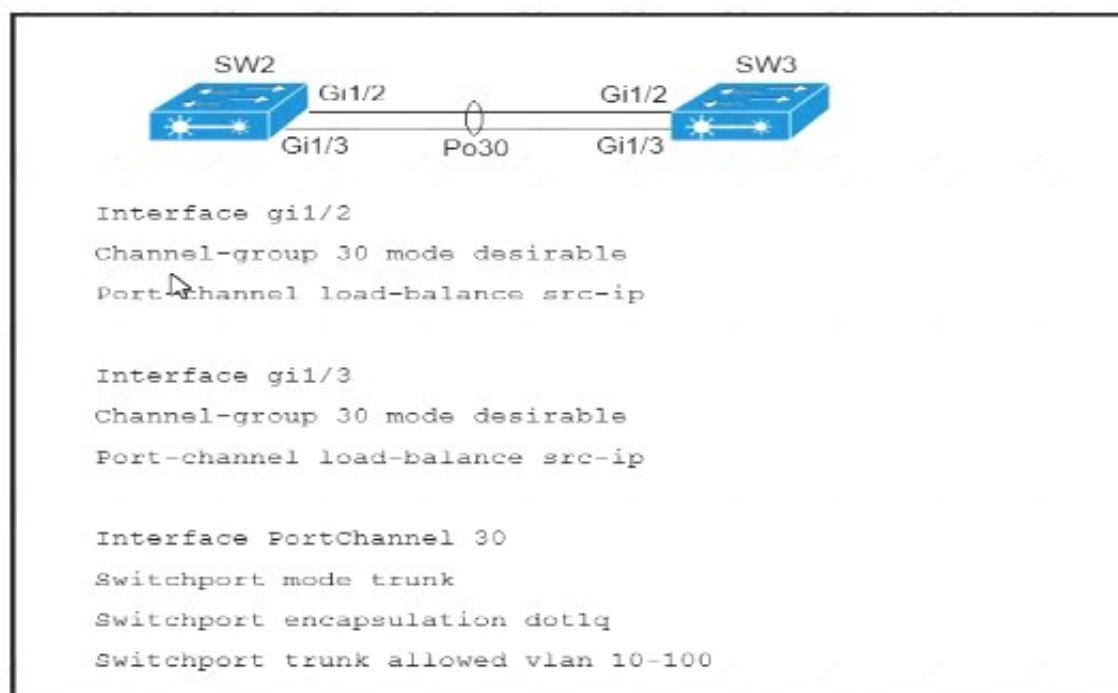 SW2
SW3
Gi1/2
Gi1/2
Gi1/3
Po30
Gi1/3
Interface gi1/2
Channel-group 30 mode desirable
Port-channel load-balance src-ip
Interface gi1/3
Channel-group 30 mode desirable
Port-channel load-balance src-ip
Interface PortChannel 30
Switchport mode trunk
Switchport encapsulation dot1q
Switchport trunk allowed vlan 10-100